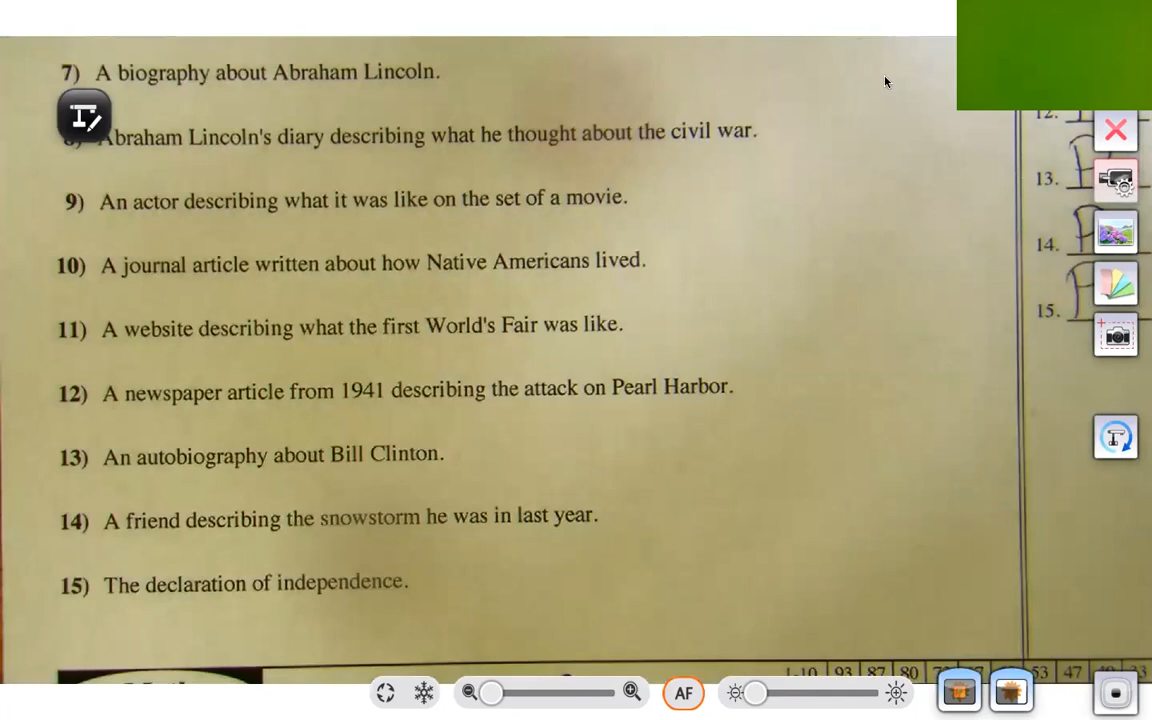 7) A biography about Abraham Lincoln.
Abraham Lincoln's diary describing what he thought about the civil war.
9) An actor describing what it was like on the set of a movie.
10) A journal article written about how Native Americans lived.
11) A website describing what the first World's Fair was like.
12) A newspaper article from 1941 describing the attack on Pearl Harbor.
13) An autobiography about Bill Clinton.
14) A friend describing the snowstorm he was in last year.
15) The declaration of independence.
12.
13. P
14. P
15. P
1-10 93 87 80 53 47
AF